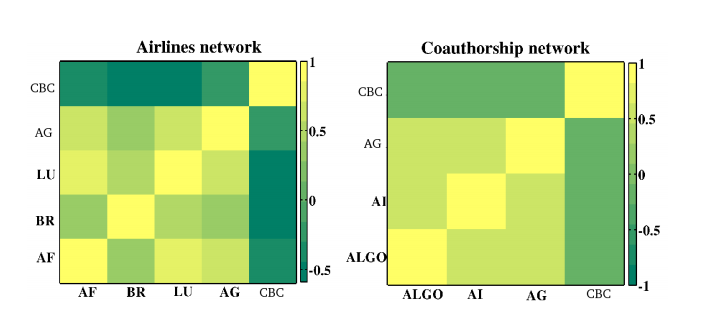 Airlines network
Coauthorship network
CBC
AG
LU
BR
AF
AF BR LU AG CBC
1
0.5
0
-0.5
CBC
AG
AI
ALGO
ALGO AI AG CBC
1
0.5
0
-0.5
-1